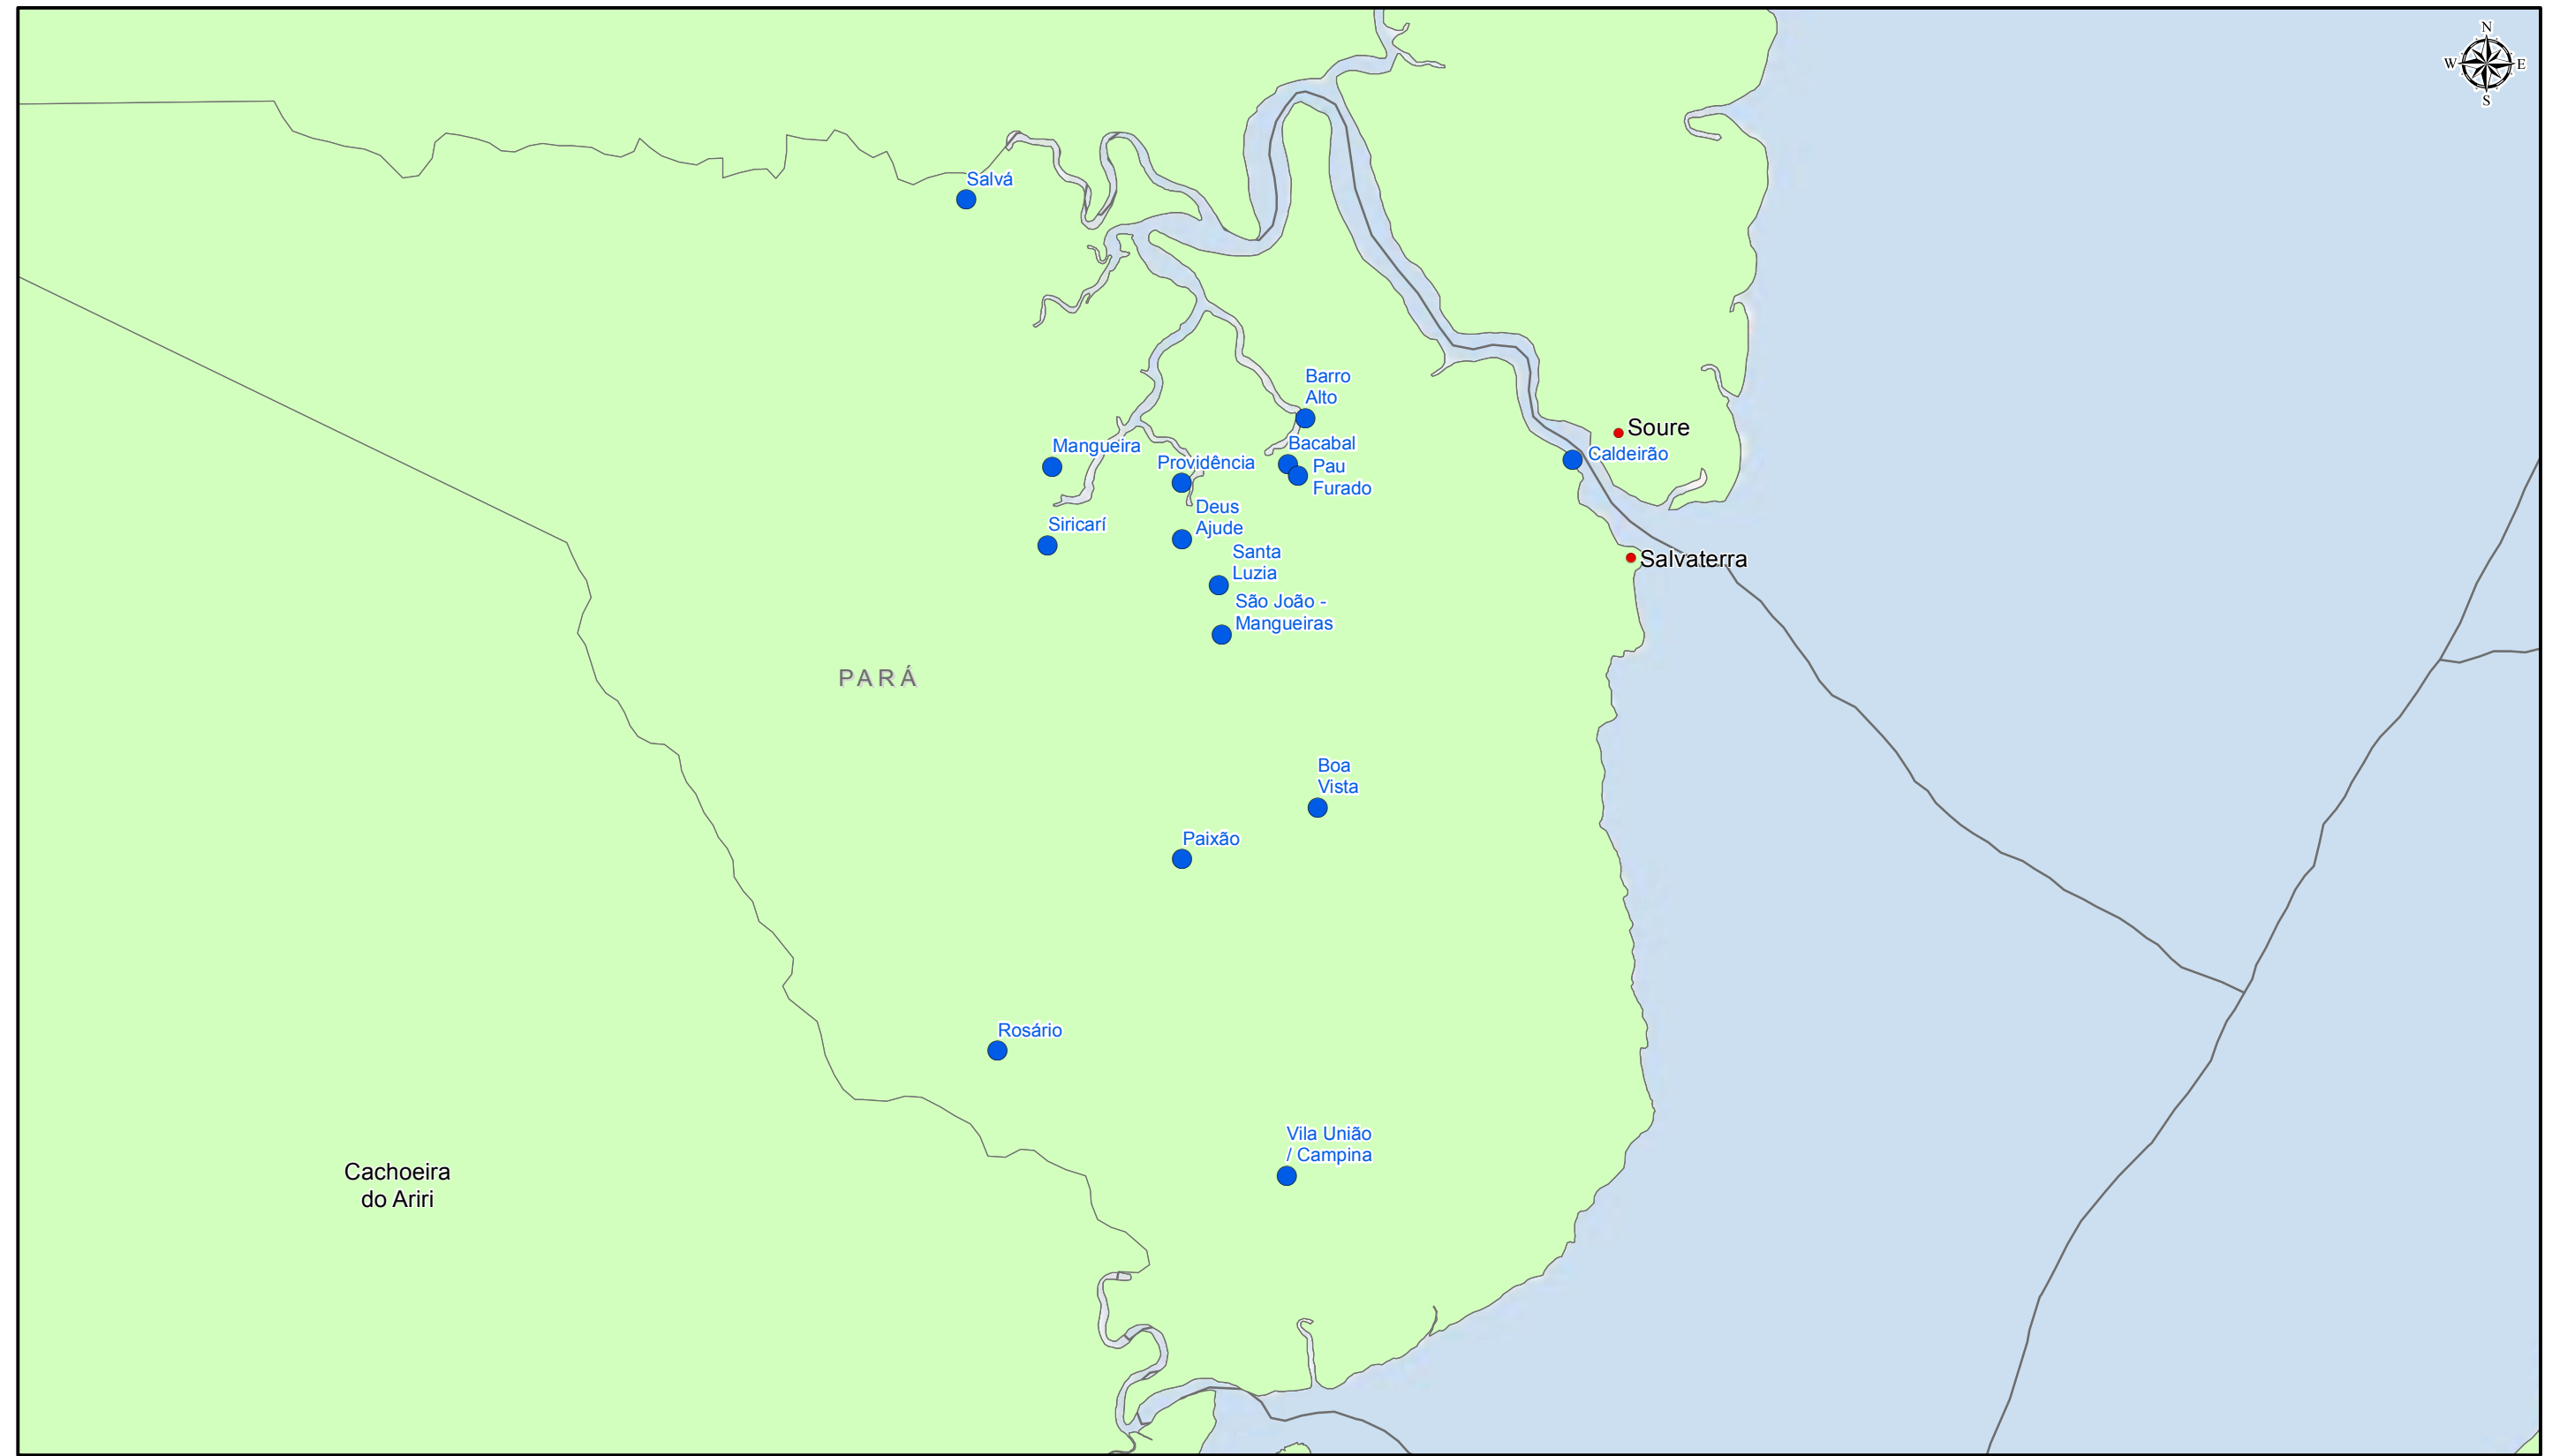 N
W
E
S
Salvá
Barro
Alto
Soure
Mangueira
Bacabal
Caldeirão
Providência
Pau
Furado
Deus
Ajude
Siricarí
Santa
Luzia
Salvaterra
São João -
Mangueiras
PARÁ
Boa
Vista
Paixão
Rosário
Vila União
/ Campina
Cachoeira
do Ariri